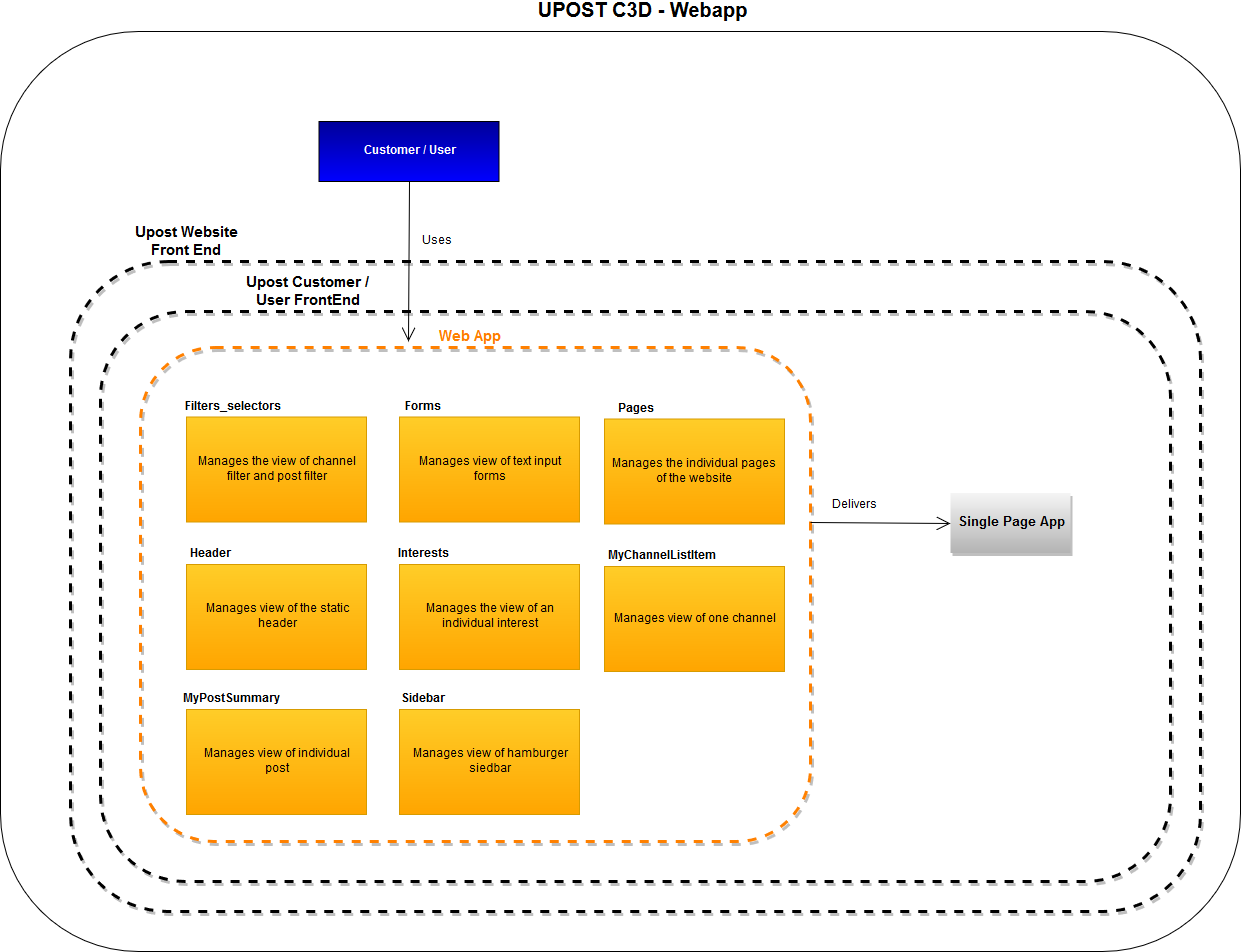 UPOST C3D - Webapp
Customer / User
Uses
Upost Website
Front End
Upost Customer /
User FrontEnd
Web App
Filters_selectors
Manages the view of channel
filter and post filter
Forms
Manages view of text input
forms
Pages
Manages the individual pages
of the website
Delivers
Single Page App
Header
Manages view of the static
header
Interests
Manages the view of an
individual interest
MyChannelListItem
Manages view of one channel
MyPostSummary
Manages view of individual
post
Sidebar
Manages view of hamburger
siedbar